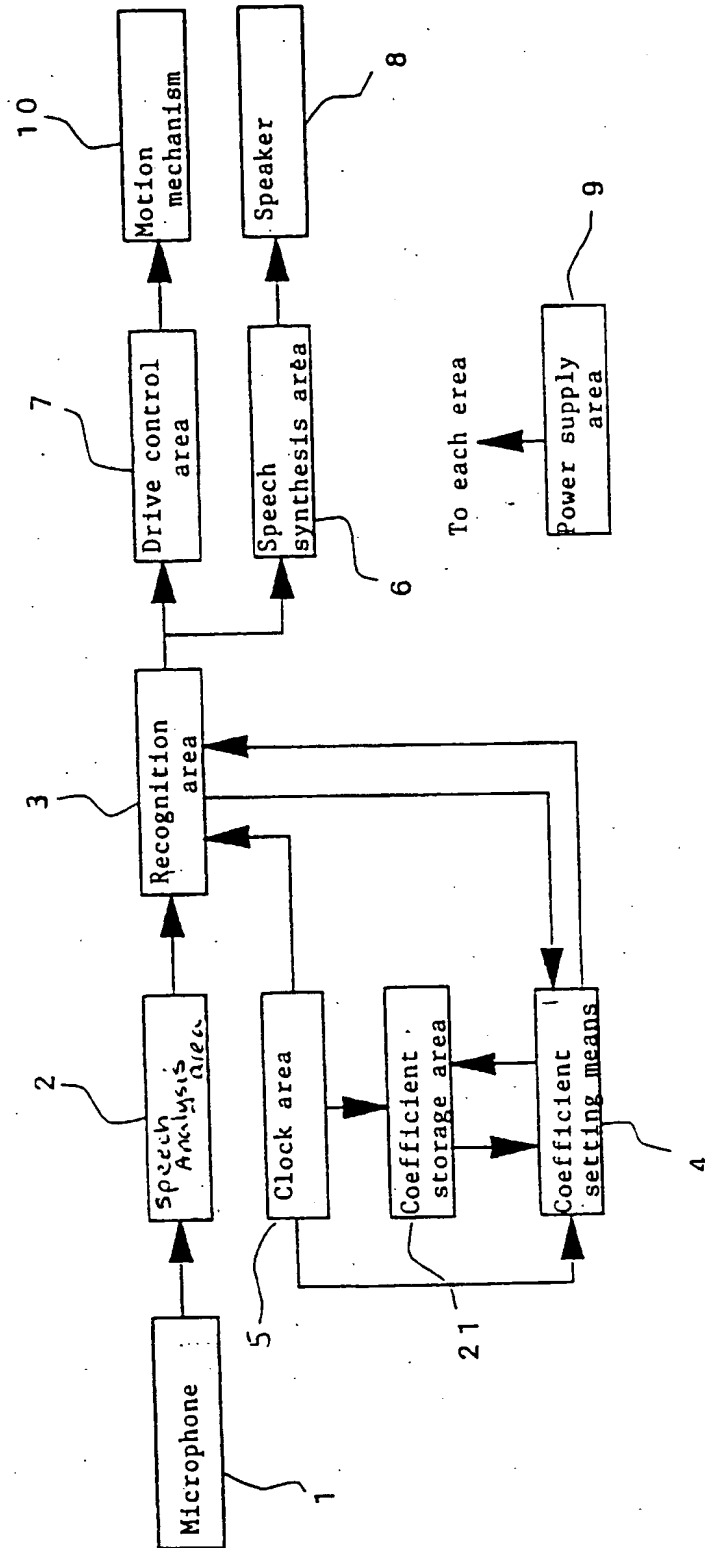 1
Microphone
2
Speech
Analysis
area
3
Recognition
area
7
Drive control
area
10
Motion
mechanism
Speech
synthesis area
6
Speaker
8
5
Clock area
Coefficient
storage area
21
Coefficient
setting means
4
To each erea
Power supply
area
9